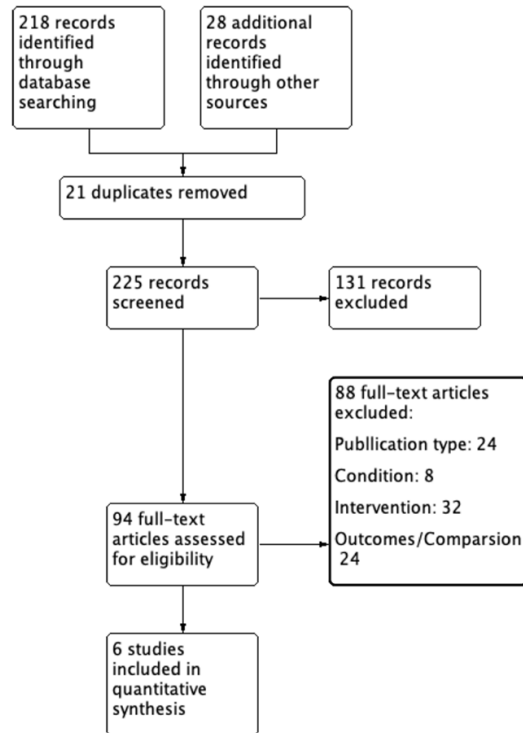 218 records
identified
through
database
searching
28 additional
records
identified
through other
sources
21 duplicates removed
225 records
screened
131 records
excluded
88 full-text articles
excluded:
Publlication type: 24
Condition: 8
Intervention: 32
Outcomes/Comparsion
24
94 full-text
articles assessed
for eligibility
6 studies
included in
quantitative
synthesis